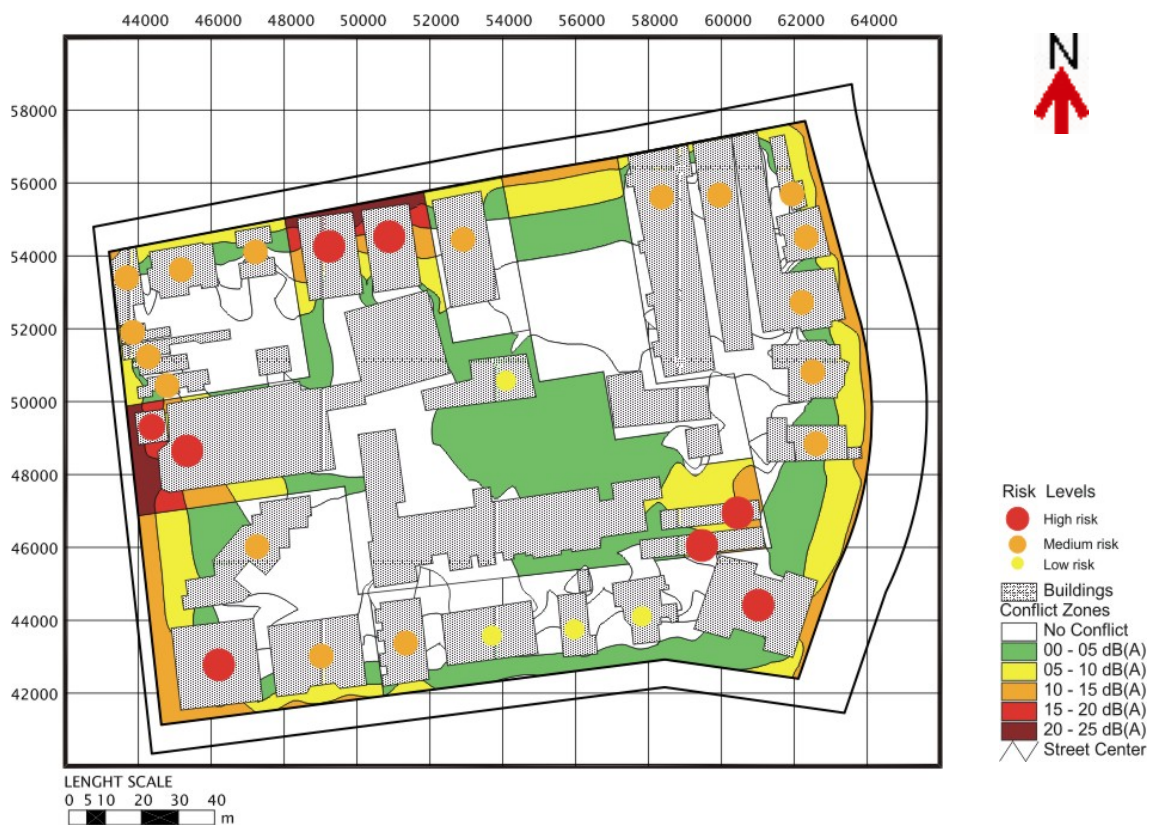 44000 46000 48000 50000 52000 54000 56000 58000 60000 62000 64000
N
58000
56000
54000
52000
50000
48000
46000
44000
42000
Risk Levels
High risk
Medium risk
Low risk
Buildings
Conflict Zones
No Conflict
00 - 05 dB(A)
05 - 10 dB(A)
10 - 15 dB(A)
15 - 20 dB(A)
20 - 25 dB(A)
Street Center
LENGHT SCALE
0 5 10 20 30 40
m